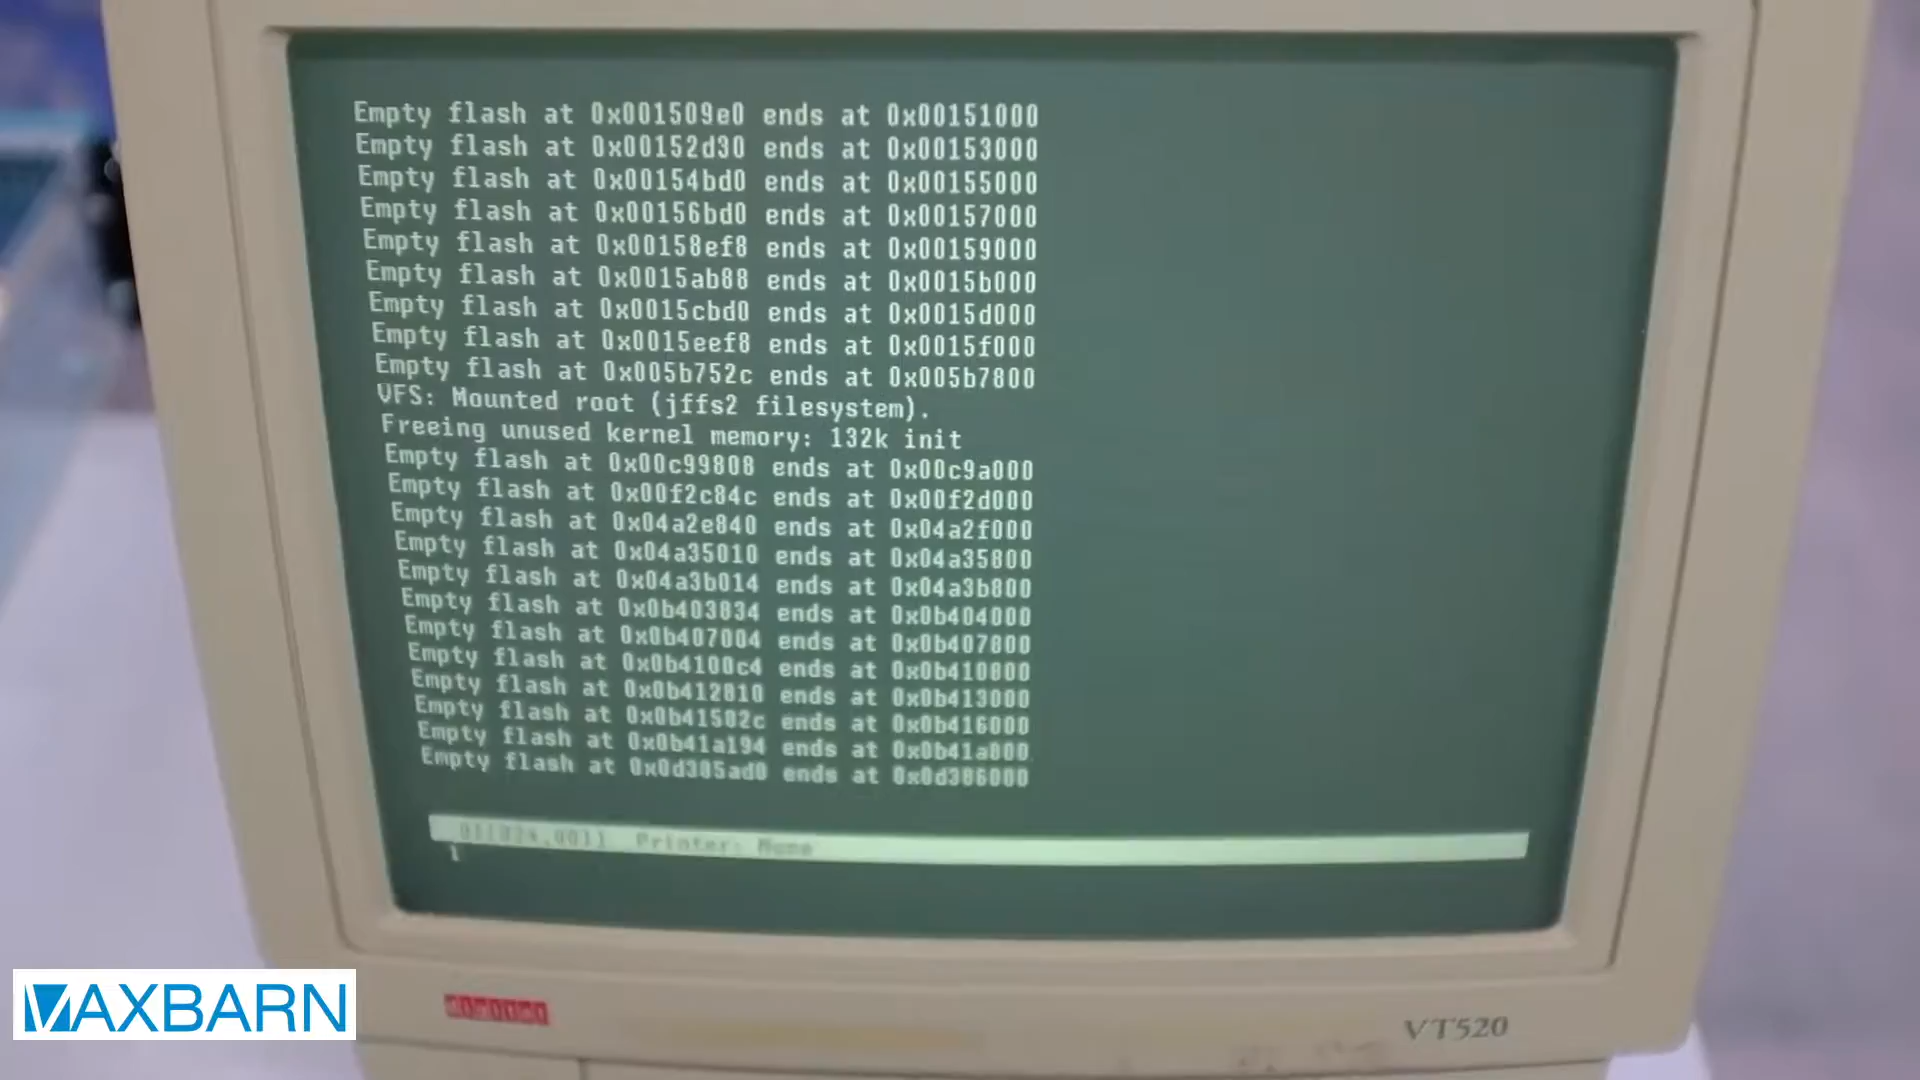 Empty flash at 0x001509e0 ends at 0x00151000
Empty flash at 0x00152d30 ends at 0x00153000
Empty flash at 0x00154bd0 ends at 0x00155000
Empty flash at 0x00156bd0 ends at 0x00157000
Empty flash at 0x00158ef8 ends at 0x00159000
Empty flash at 0x0015ab88 ends at 0x0015b000
Empty flash at 0x0015cbd0 ends at 0x0015d000
Empty flash at 0x0015eef8 ends at 0x0015f000
Empty flash at 0x005b752c ends at 0x005b7800
VFS: Mounted root (jffs2 filesystem).
Freeing unused kernel memory: 132k init
Empty flash at 0x00c99808 ends at 0x00c9a000
Empty flash at 0x00f2c84c ends at 0x00f2d000
Empty flash at 0x04a2e840 ends at 0x04a2f000
Empty flash at 0x04a35010 ends at 0x04a35800
Empty flash at 0x04a3b014 ends at 0x04a3b800
Empty flash at 0x0b403834 ends at 0x0b404000
Empty flash at 0x0b407004 ends at 0x0b407800
Empty flash at 0x0b4100c4 ends at 0x0b410800
Empty flash at 0x0b412810 ends at 0x0b413000
Empty flash at 0x0b41502c ends at 0x0b416000
Empty flash at 0x0b41a194 ends at 0x0b41a800
Empty flash at 0x0d385ad0 ends at 0x0d386000
Printer: None
1
VAXBARN
digital
VT520